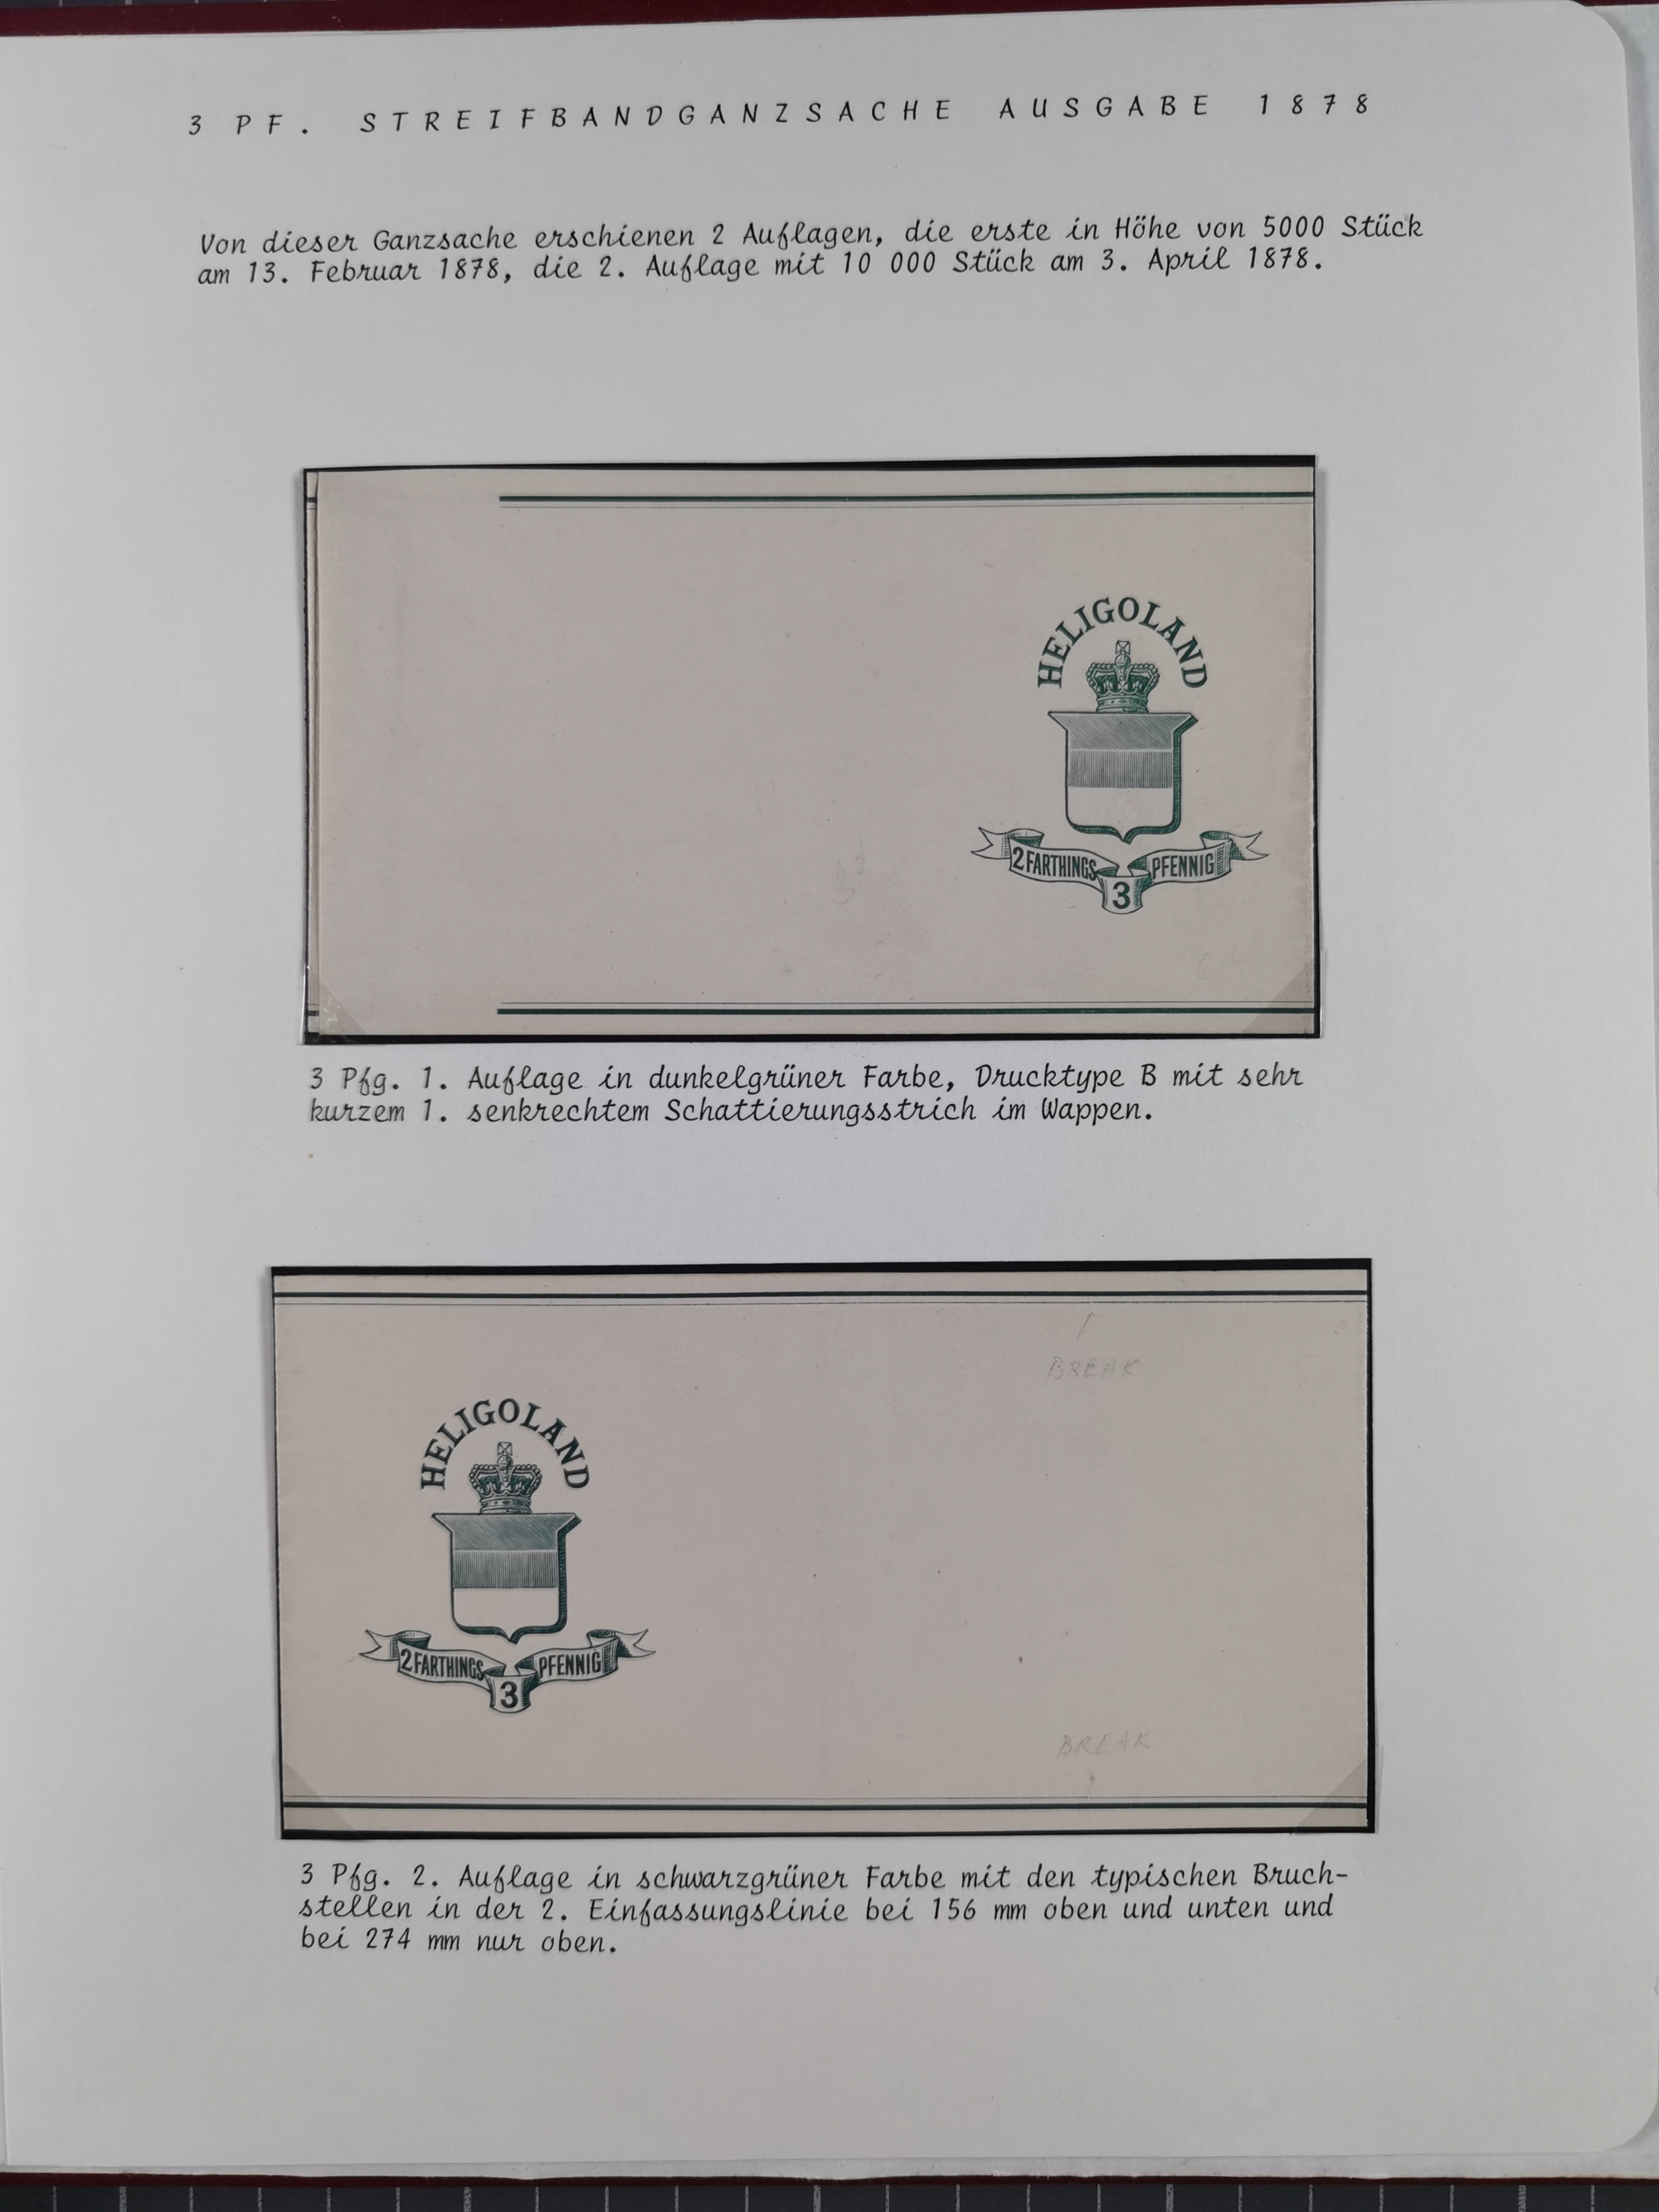 3 PF. STREIFBANDGANZSACHE AUSGABE 1878
Von dieser Ganzsache erschienen 2 Auflagen, die erste in Höhe von 5000 Stück
am 13. Februar 1878, die 2. Auflage mit 10 000 Stück am 3. April 1878.
HELIGOLAND
2 FARTHINGS 3 PFENNIG
3 Pfg. 1. Auflage in dunkelgrüner Farbe, Drucktype B mit sehr
kurzem 1. senkrechtem Schattierungsstrich im Wappen.
BREAK
HELIGOLAND
2 FARTHINGS 3 PFENNIG
BREAK
3 Pfg. 2. Auflage in schwarzgrüner Farbe mit den typischen Bruch-
stellen in der 2. Einfassungslinie bei 156 mm oben und unten und
bei 274 mm nur oben.